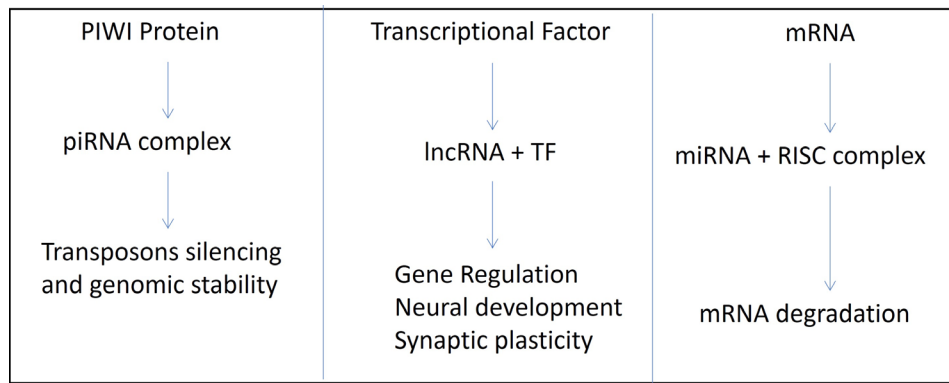 PIWI Protein
piRNA complex
Transposons silencing
and genomic stability
Transcriptional Factor
lncRNA + TF
Gene Regulation
Neural development
Synaptic plasticity
mRNA
miRNA + RISC complex
mRNA degradation